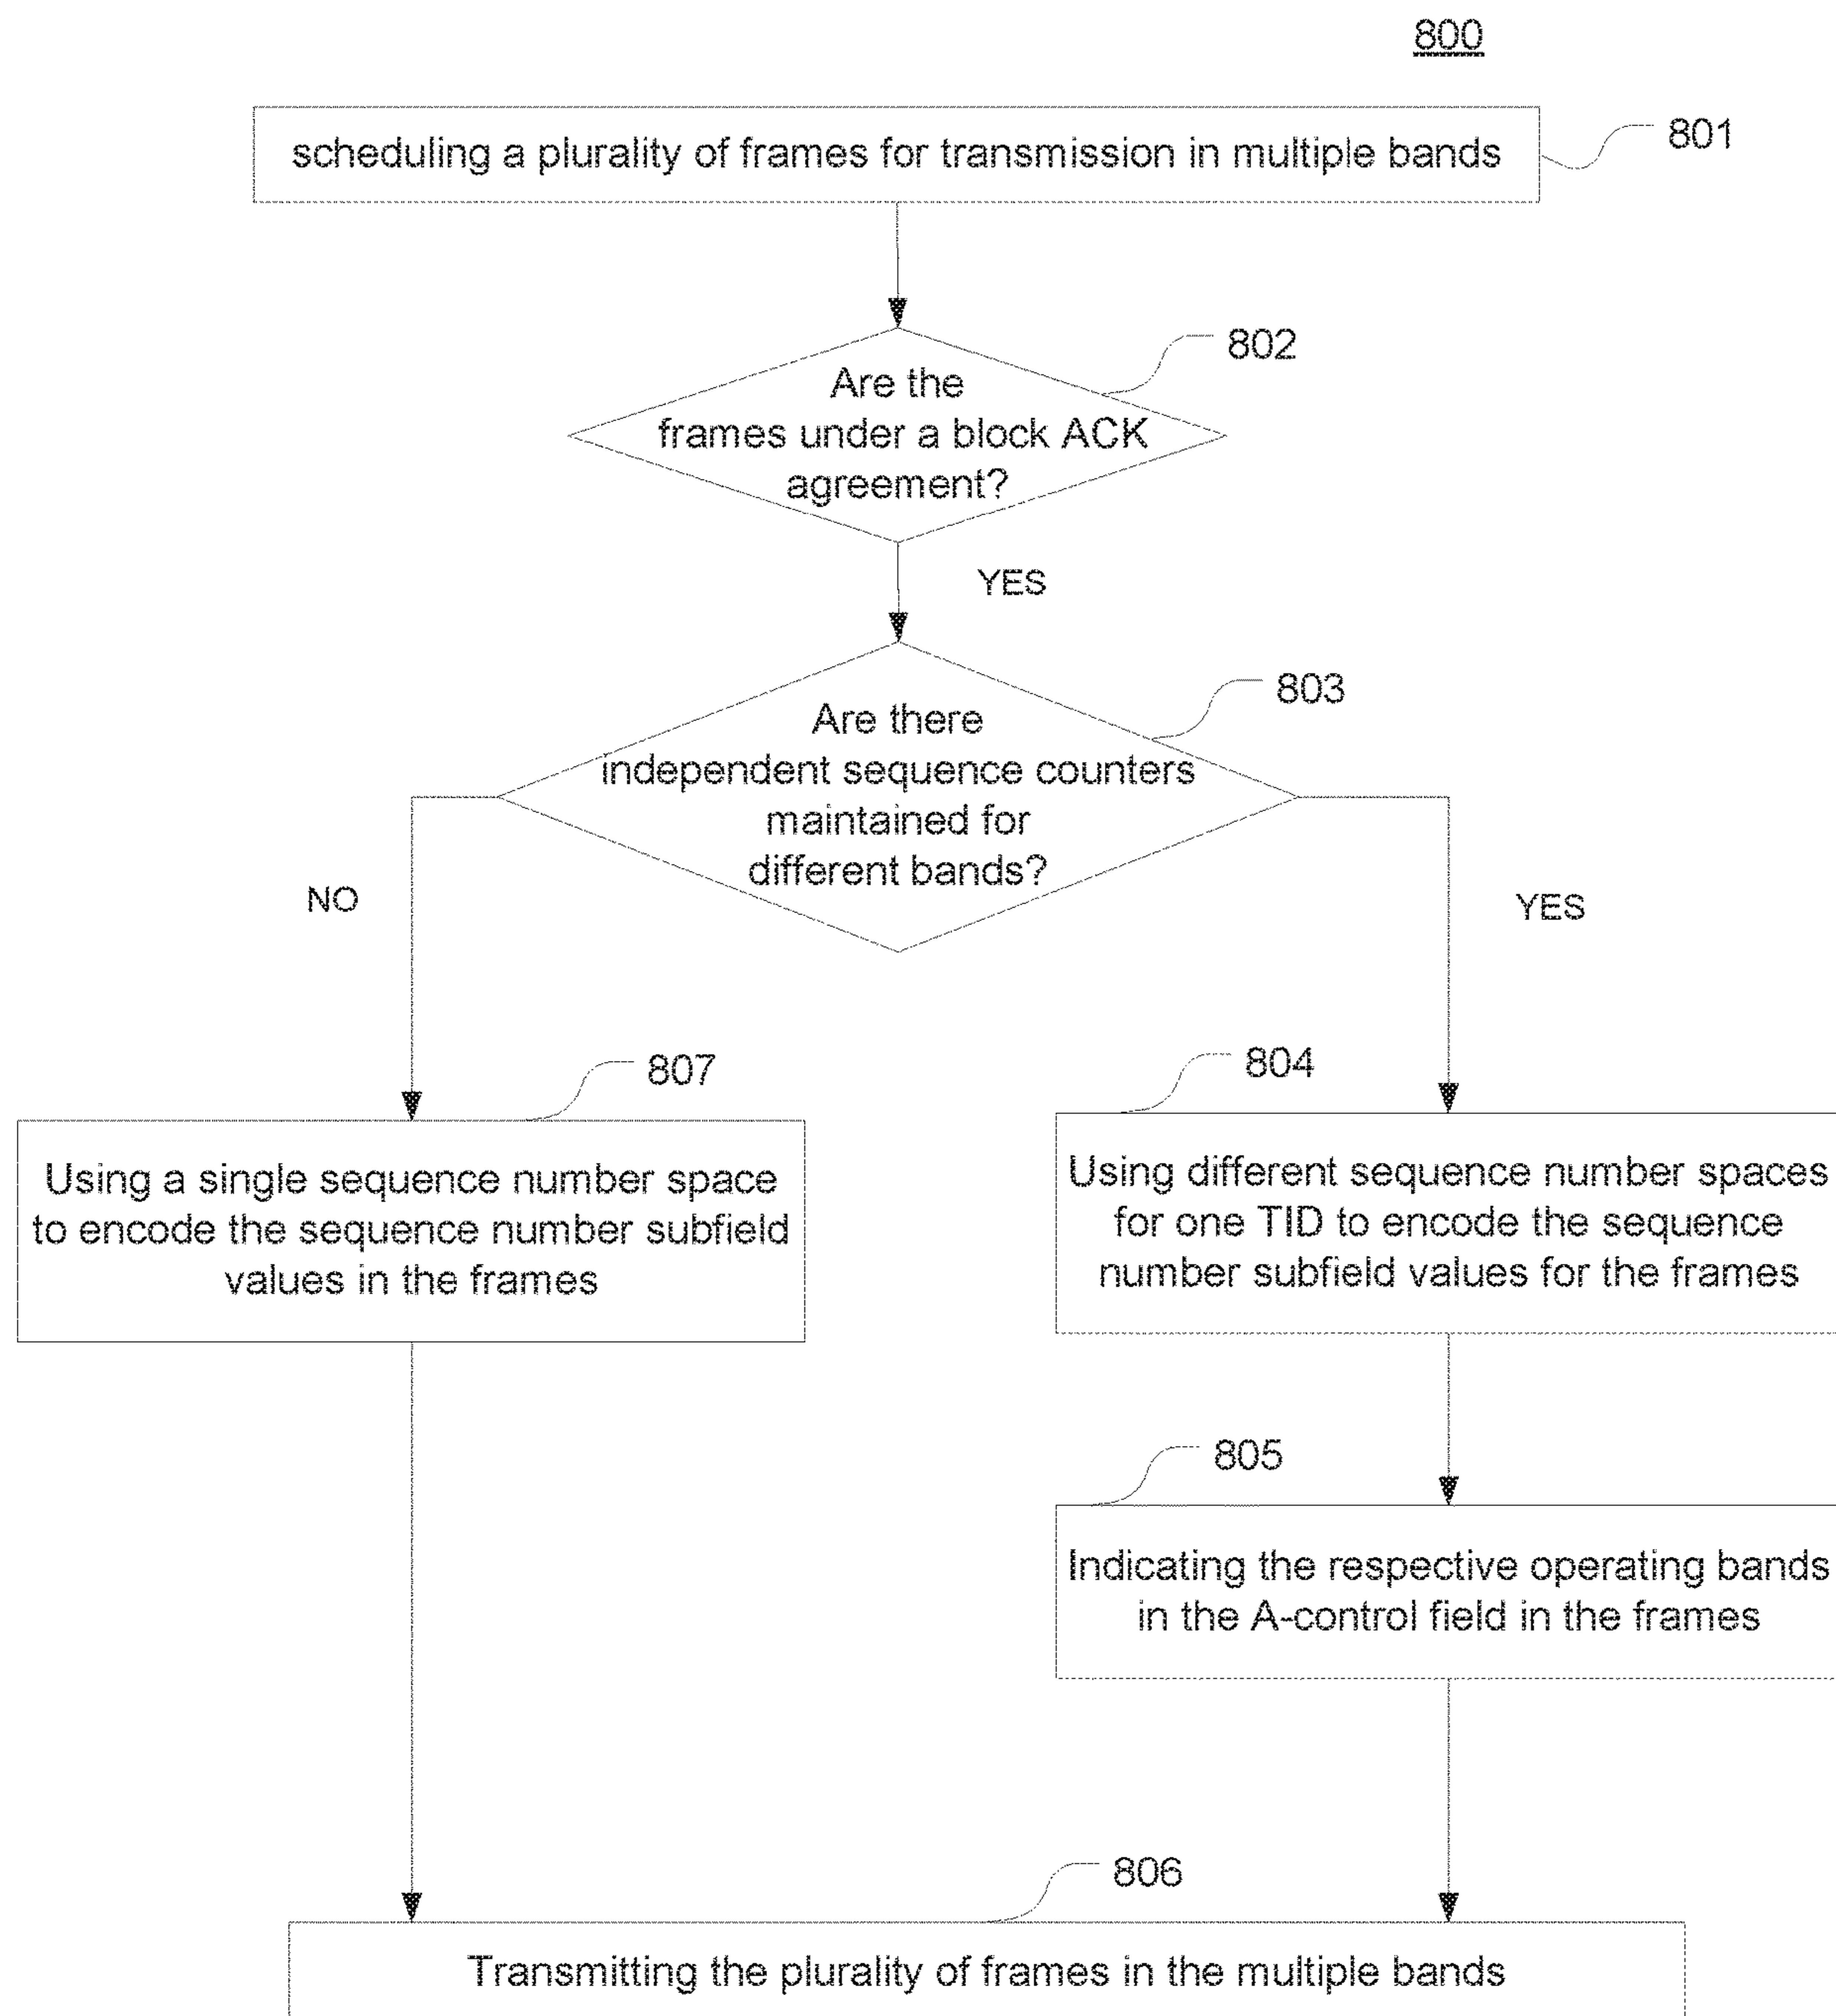 800
scheduling a plurality of frames for transmission in multiple bands
801
802
Are the
frames under a block ACK
agreement?
YES
803
Are there
independent sequence counters
maintained for
different bands?
NO
YES
807
804
Using a single sequence number space
to encode the sequence number subfield
values in the frames
Using different sequence number spaces
for one TID to encode the sequence
number subfield values for the frames
805
Indicating the respective operating bands
in the A-control field in the frames
806
Transmitting the plurality of frames in the multiple bands